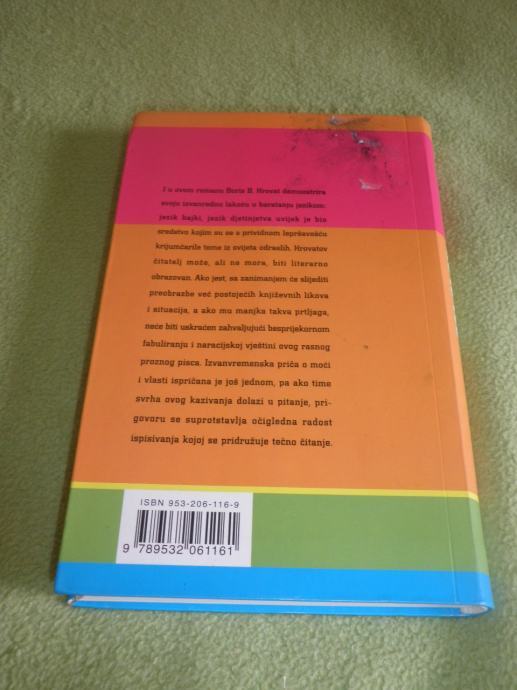 I u ovom romanu Boris B. Hrovat demonstrira
svoju izvanrednu lakoću u baratanju jezikom:
jezik bajki, jezik djetinjstva uvijek je bio
sredstvo kojim su se s prividnom lepršavošću
krijumčarile teme iz svijeta odraslih. Hrovatov
čitatelj može, ali ne mora, biti literarno
obrazovan. Ako jest, sa zanimanjem će slijediti
preobrazbe već postojećih književnih likova
i situacija, a ako mu manjka takva prtljaga,
neće biti uskraćen zahvaljujući besprijekornom
fabuliranju i naracijskoj vještini ovog rasnog
proznog pisca. Izvanvremenska priča o moći
i vlasti ispričana je još jednom, pa ako time
svrha ovog kazivanja dolazi u pitanje, pri-
govoru se suprotstavlja očigledna radost
ispisivanja kojoj se pridružuje tečno čitanje.
ISBN 953-206-116-9
9 789532 061161